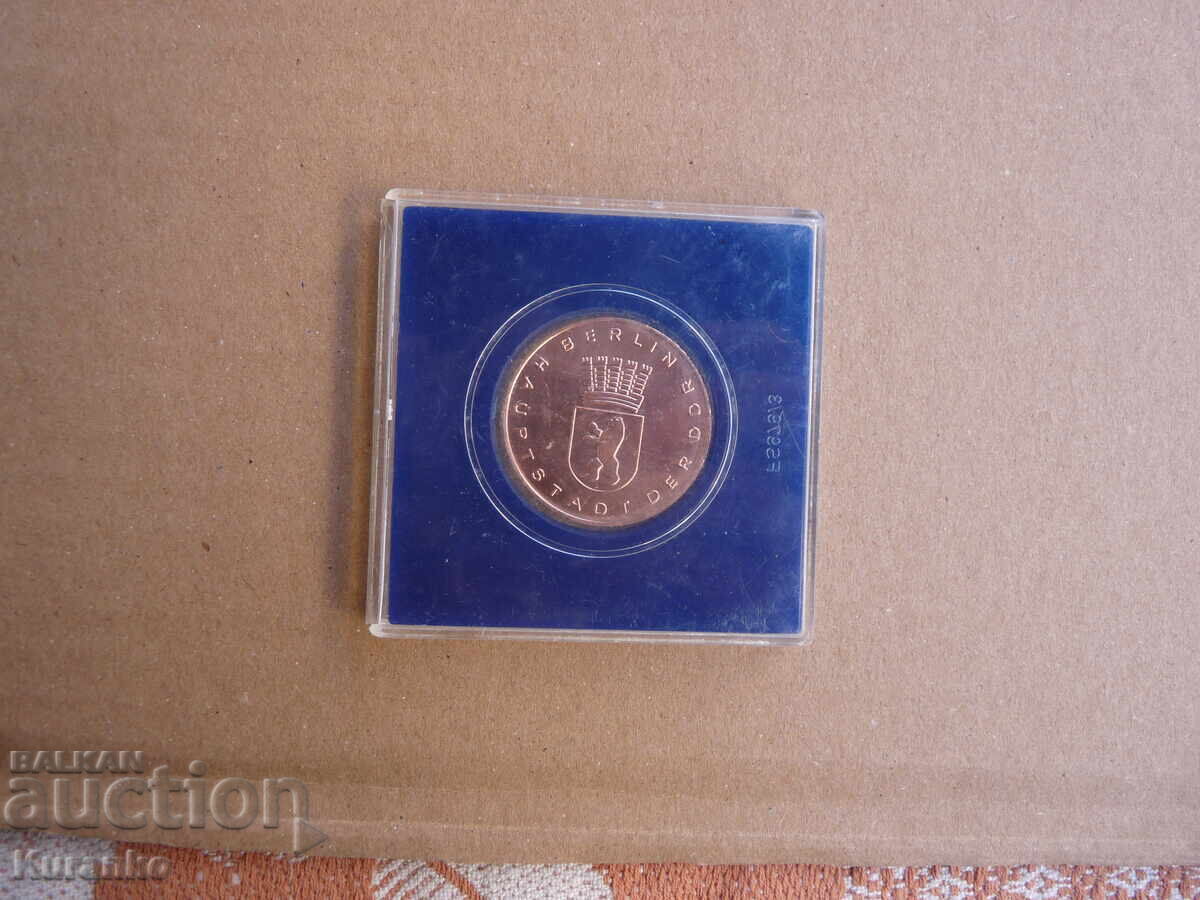 BERLIN
HAUPTSTADT DER DDR
BALKAN
auction
Kuranko